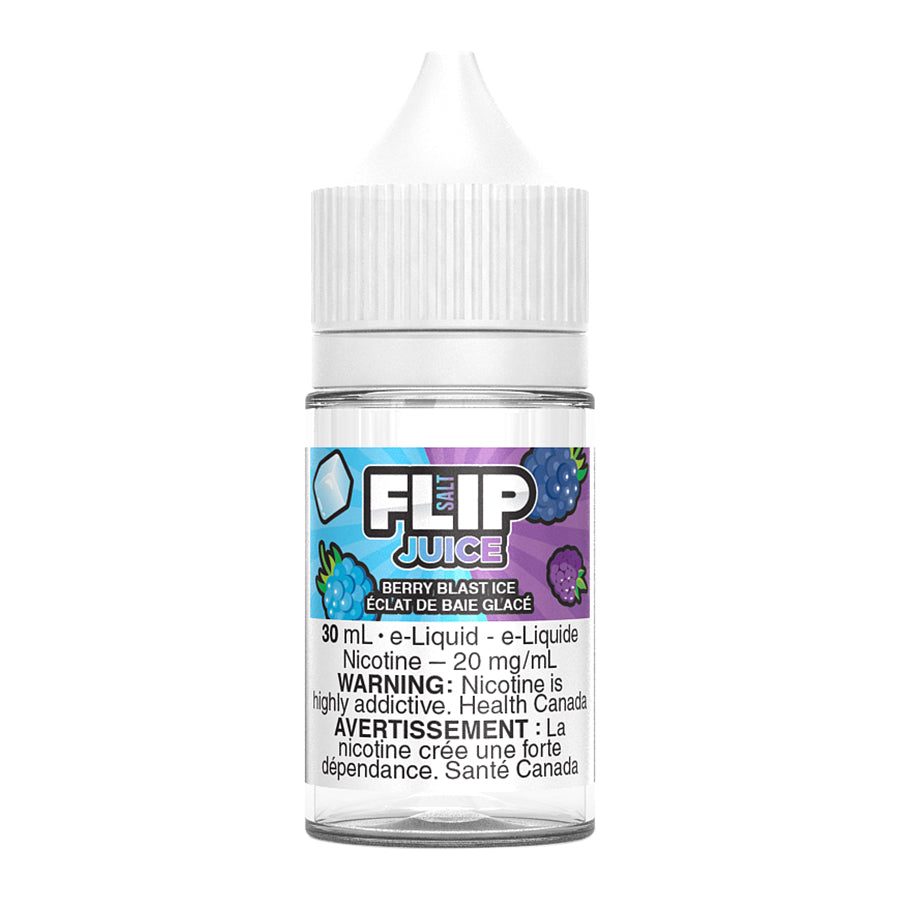 FLIP
SALT
JUICE
BERRY BLAST ICE
ÉCLAT DE BAIE GLACÉ
30 mL • e-Liquid - e-Liquide
Nicotine – 20 mg/mL
WARNING: Nicotine is
highly addictive. Health Canada
AVERTISSEMENT : La
nicotine crée une forte
dépendance. Santé Canada